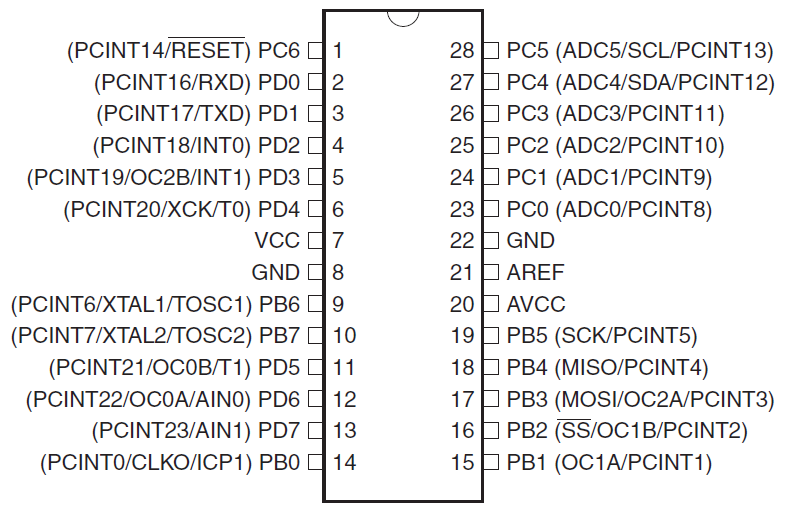 (PCINT14/RESET) PC6 1 28 PC5 (ADC5/SCL/PCINT13)
(PCINT16/RXD) PD0 2 27 PC4 (ADC4/SDA/PCINT12)
(PCINT17/TXD) PD1 3 26 PC3 (ADC3/PCINT11)
(PCINT18/INT0) PD2 4 25 PC2 (ADC2/PCINT10)
(PCINT19/OC2B/INT1) PD3 5 24 PC1 (ADC1/PCINT9)
(PCINT20/XCK/T0) PD4 6 23 PC0 (ADC0/PCINT8)
VCC 7 22 GND
GND 8 21 AREF
(PCINT6/XTAL1/TOSC1) PB6 9 20 AVCC
(PCINT7/XTAL2/TOSC2) PB7 10 19 PB5 (SCK/PCINT5)
(PCINT21/OC0B/T1) PD5 11 18 PB4 (MISO/PCINT4)
(PCINT22/OC0A/AIN0) PD6 12 17 PB3 (MOSI/OC2A/PCINT3)
(PCINT23/AIN1) PD7 13 16 PB2 (SS/OC1B/PCINT2)
(PCINT0/CLKO/ICP1) PB0 14 15 PB1 (OC1A/PCINT1)